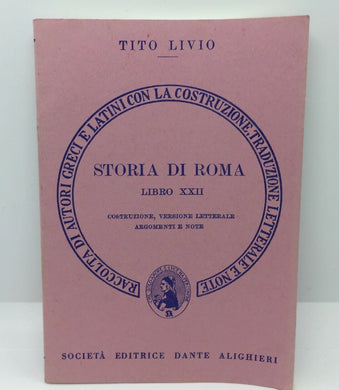 TITO LIVIO
RACCOLTA DI AUTORI GRECI E LATINI CON LA COSTRUZIONE, TRADUZIONE LETTERALE E NOTE
STORIA DI ROMA
LIBRO XXII
COSTRUZIONE, VERSIONE LETTERALE
ARGOMENTI E NOTE
SOCIETÀ EDITRICE DANTE ALIGHIERI